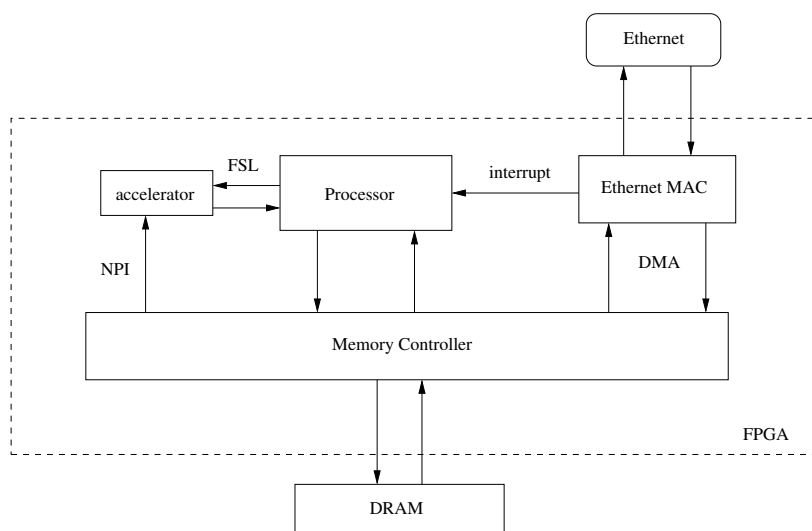 Ethernet
FSL
accelerator
Processor
interrupt
Ethernet MAC
NPI
DMA
Memory Controller
FPGA
DRAM